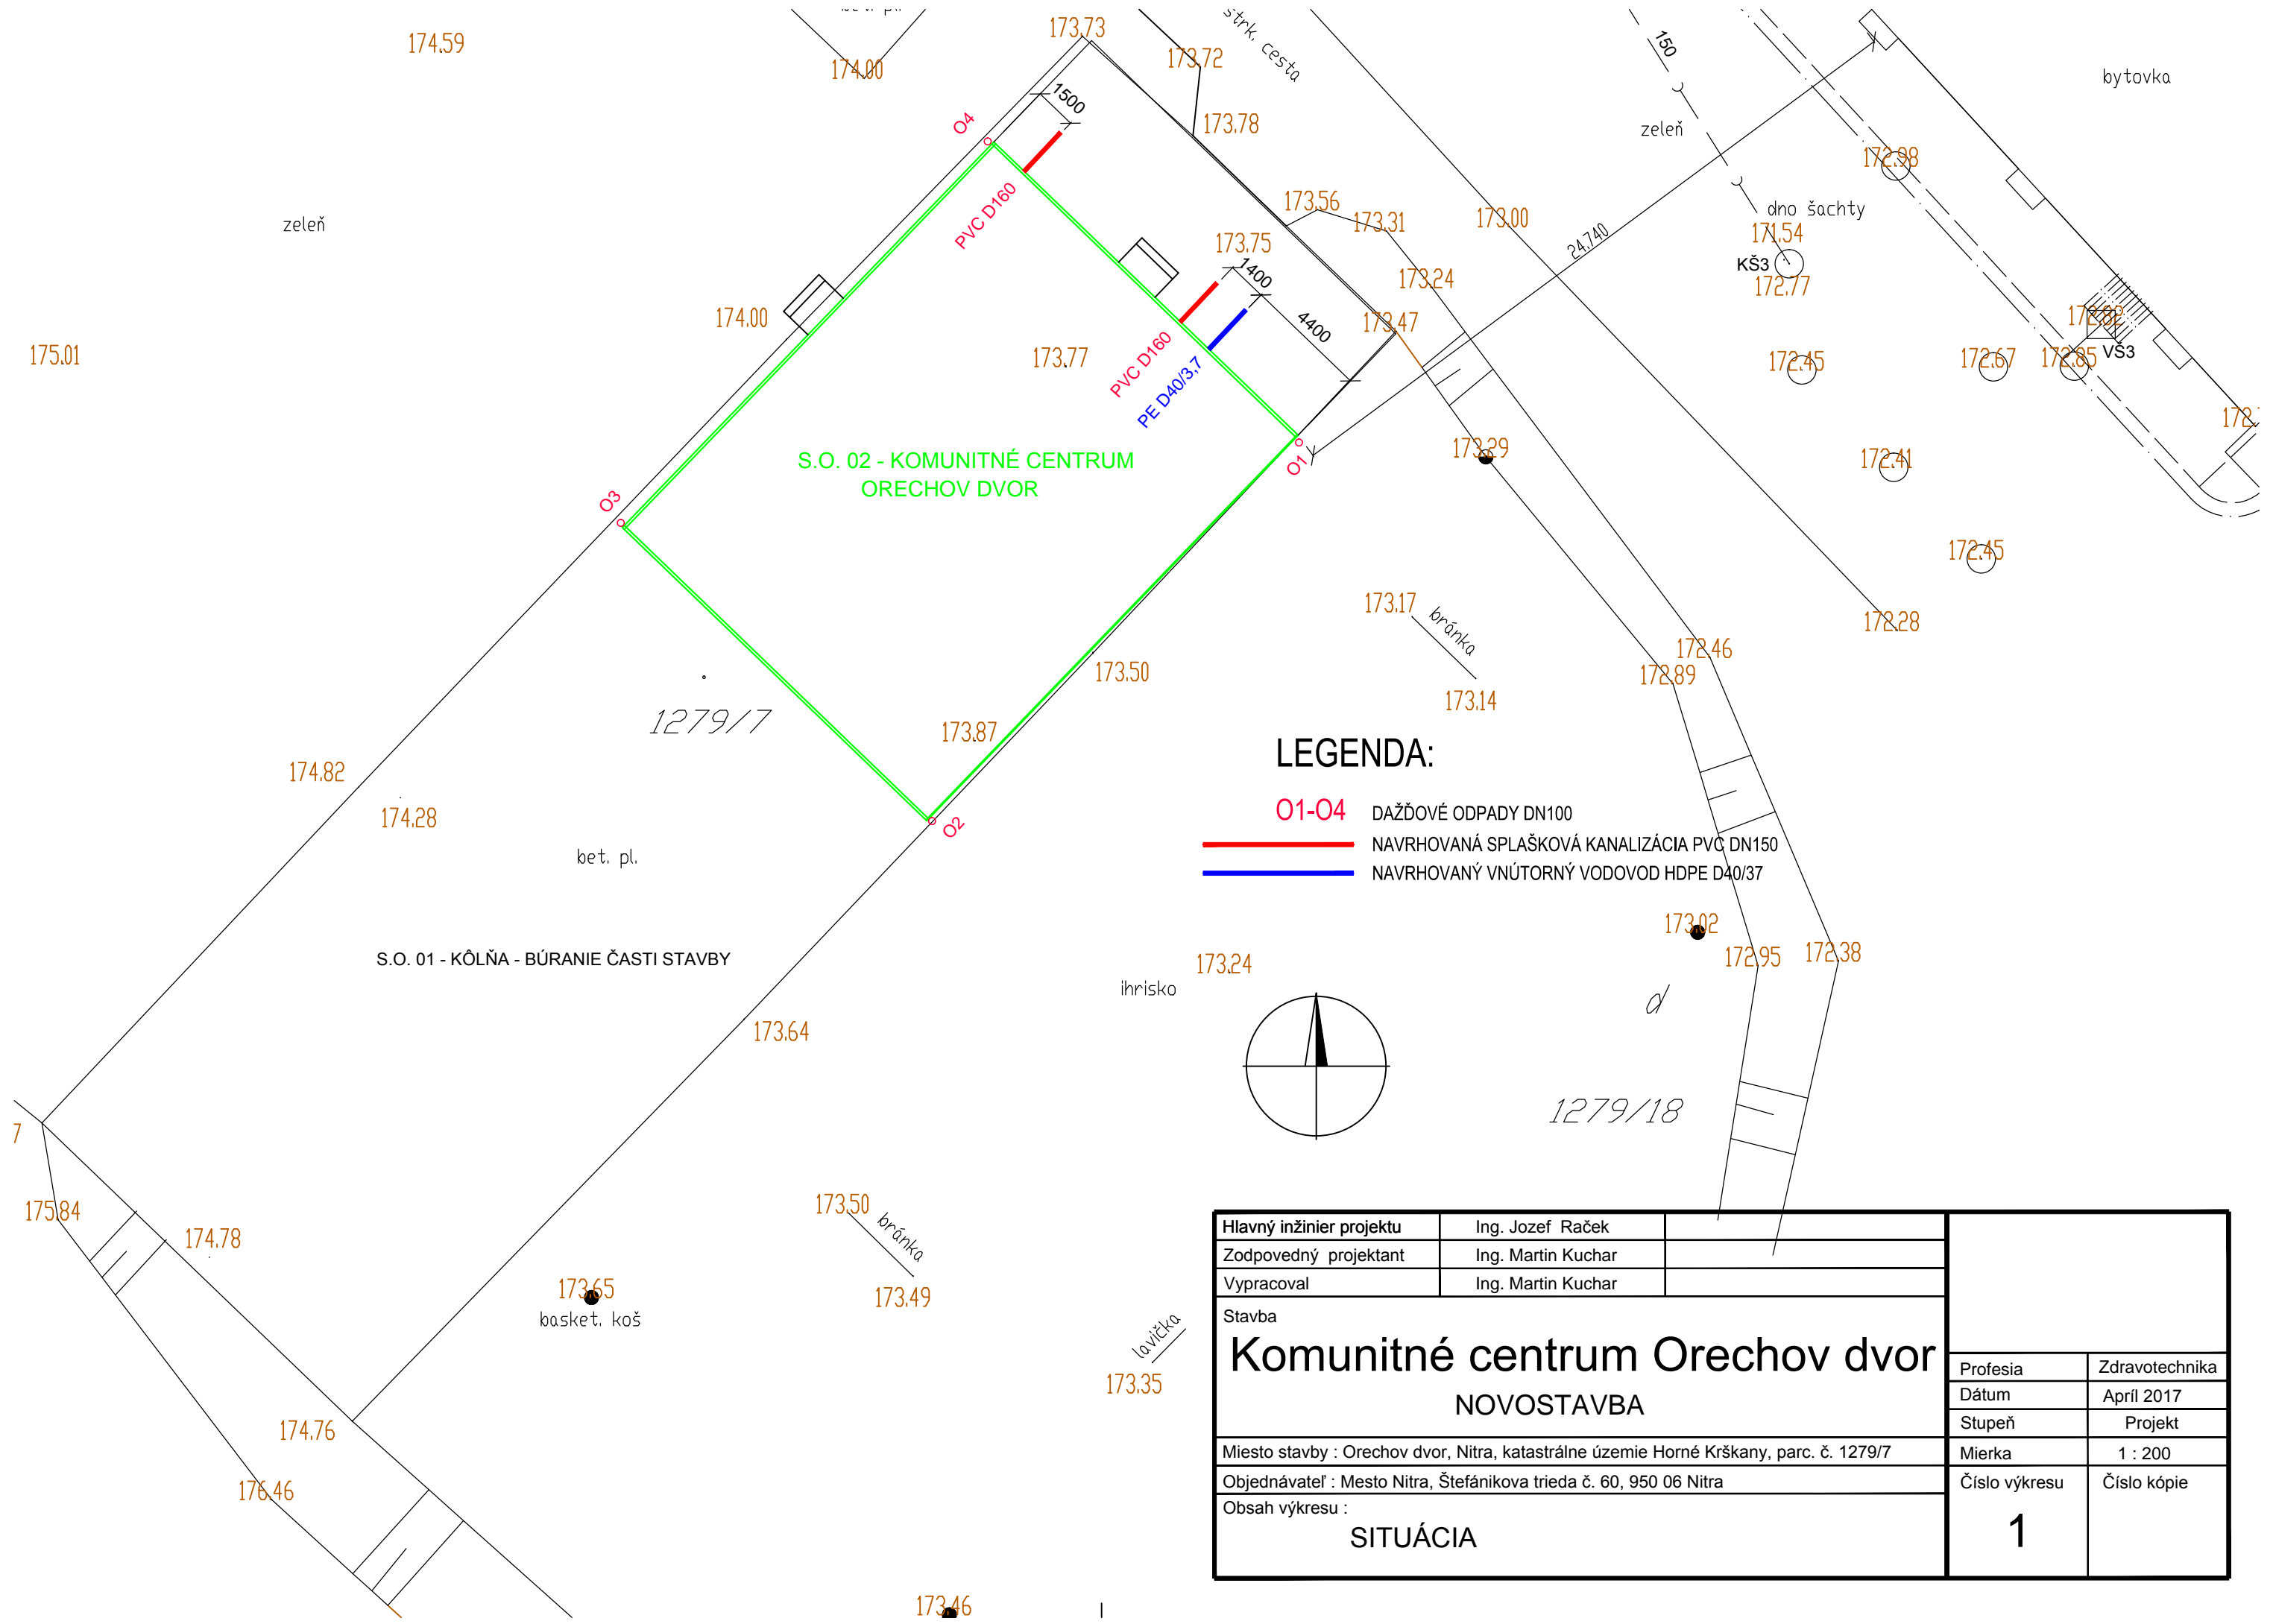 174.59
174.00
173.73
173.72
strk. cesta
150
bytovka
1500
O4
173.78
zeleň
172.98
PVC D160
zeleň
173.56
173.31
173.00
dno šachty
171.54
KŠ3
172.77
173.75
1400
24,740
173.24
174.00
4400
173.47
172.82
VŠ3
175.01
173.77
PVC D160
PE D40/3,7
172.45
172.67
172.85
S.O. 02 - KOMUNITNÉ CENTRUM
ORECHOV DVOR
O1
173.29
172.41
O3
172.45
173.17
bránka
172.28
172.46
172.89
173.50
173.14
1279/7
173.87
LEGENDA:
174.82
174.28
O1-O4 DAŽĎOVÉ ODPADY DN100
O2
NAVRHOVANÁ SPLAŠKOVÁ KANALIZÁCIA PVC DN150
NAVRHOVANÝ VNÚTORNÝ VODOVOD HDPE D40/37
bet. pl.
173.02
S.O. 01 - KÔLŇA - BÚRANIE ČASTI STAVBY
173.24
172.95
172.38
ihrisko
d
173.64
1279/18
7
175.84
174.78
173.50
bránka
173.65
basket. koš
173.49
lavička
173.35
174.76
176.46
173.46
Hlavný inžinier projektu Ing. Jozef Raček
Zodpovedný projektant Ing. Martin Kuchar
Vypracoval Ing. Martin Kuchar
Stavba
Komunitné centrum Orechov dvor
NOVOSTAVBA
Miesto stavby : Orechov dvor, Nitra, katastrálne územie Horné Krškany, parc. č. 1279/7
Objednávateľ : Mesto Nitra, Štefánikova trieda č. 60, 950 06 Nitra
Obsah výkresu :
SITUÁCIA
Profesia Zdravotechnika
Dátum Apríl 2017
Stupeň Projekt
Mierka 1 : 200
Číslo výkresu Číslo kópie
1